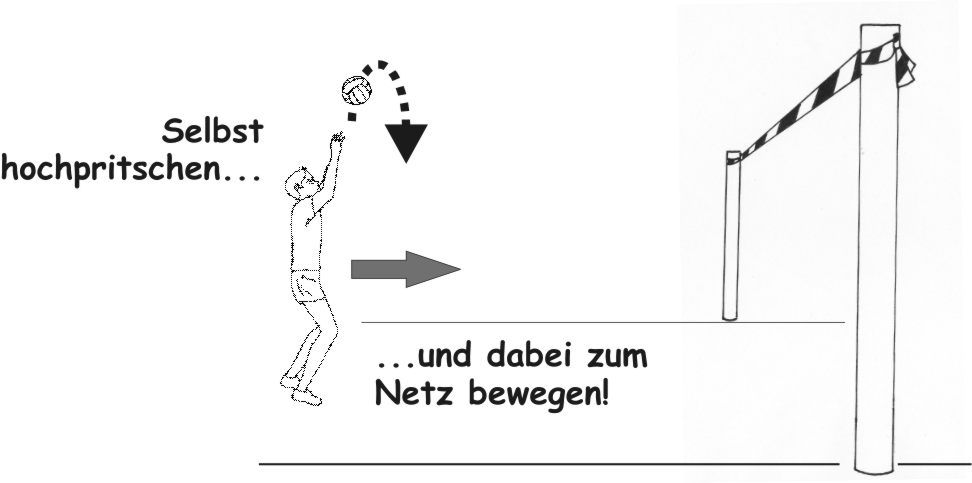 Selbst
hochpritschen...
...und dabei zum
Netz bewegen!